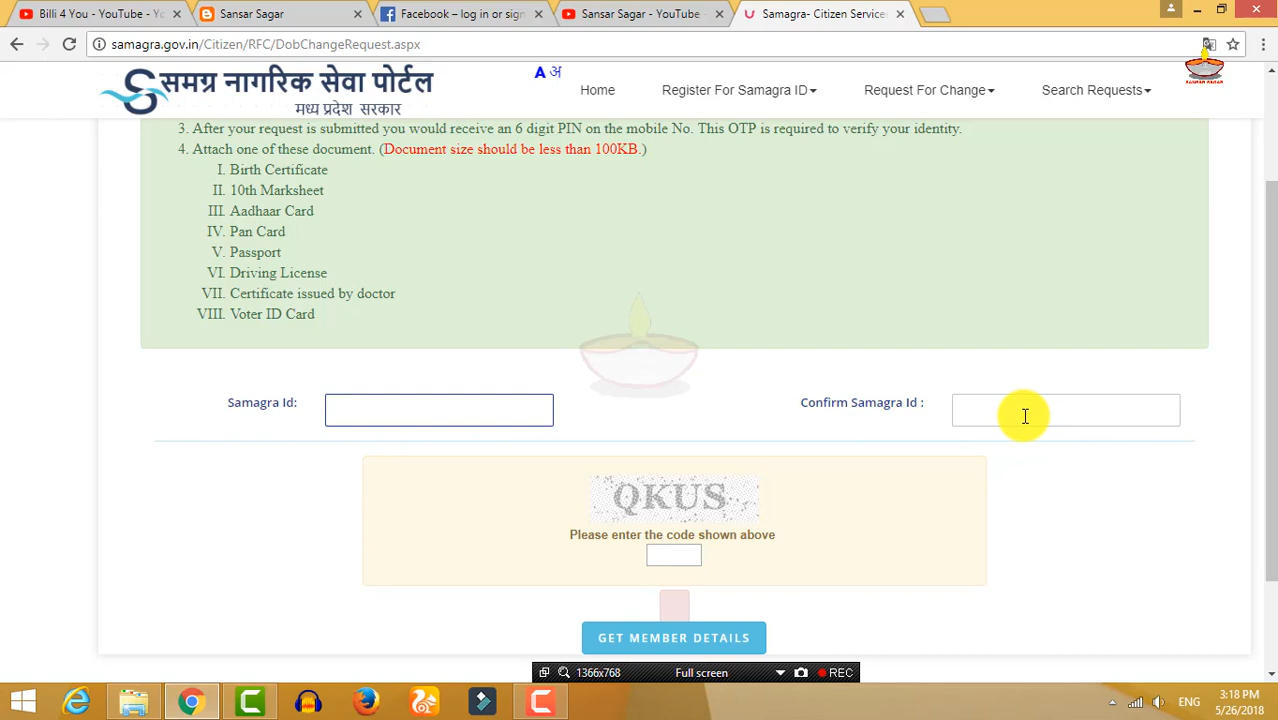 Billi 4 You - YouTube - Yo
Sansar Sagar
Facebook – log in or sign
Sansar Sagar - YouTube
Samagra- Citizen Service
samagra.gov.in/Citizen/RFC/DobChangeRequest.aspx
समग्र नागरिक सेवा पोर्टल
मध्य प्रदेश सरकार
A अ
Home
Register For Samagra ID
Request For Change
Search Requests
3. After your request is submitted you would receive an 6 digit PIN on the mobile No. This OTP is required to verify your identity.
4. Attach one of these document. (Document size should be less than 100KB.)
I. Birth Certificate
II. 10th Marksheet
III. Aadhaar Card
IV. Pan Card
V. Passport
VI. Driving License
VII. Certificate issued by doctor
VIII. Voter ID Card
Samagra Id:
Confirm Samagra Id :
QKUS
Please enter the code shown above
GET MEMBER DETAILS
1366x768
Full screen
REC
ENG
3:18 PM
5/26/2018